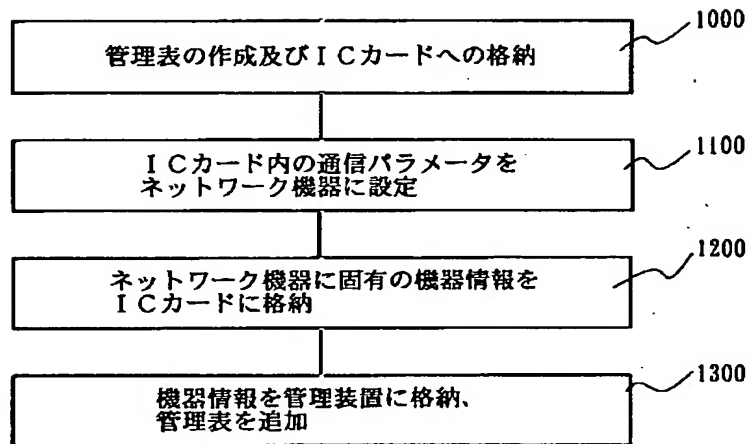 1000
管理表の作成及びＩＣカードへの格納
1100
ＩＣカード内の通信パラメータを
ネットワーク機器に設定
1200
ネットワーク機器に固有の機器情報を
ＩＣカードに格納
1300
機器情報を管理装置に格納、
管理表を追加